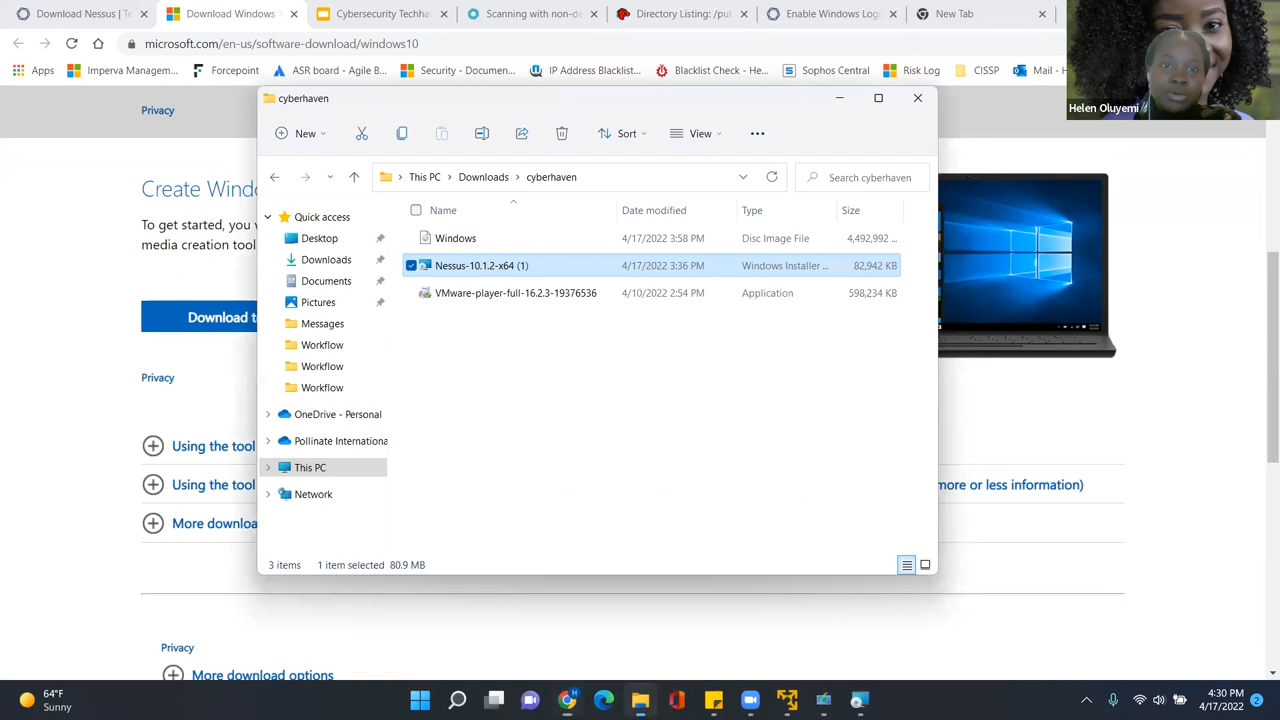 Download Nessus | Te
Download Windows 1
Cybersecurity Techha
Scanning with non-de
Directory Listing: /pu
Enable Windows Log
New Tab
microsoft.com/en-us/software-download/windows10
Apps
Imperva Managem...
Forcepoint
ASR board - Agile B...
Security - Documen...
IP Address Blacklist...
Blacklist Check - He...
Sophos Central
Risk Log
CISSP
Mail - H
Helen Oluyemi
Privacy
Create Wind
To get started, you
media creation tool
Download t
Privacy
Using the tool
Using the tool
more or less information)
More downloa
Privacy
More download options
cyberhaven
New
Sort
View
This PC
Downloads
cyberhaven
Search cyberhaven
Name
Date modified
Type
Size
Windows
4/17/2022 3:58 PM
Disc Image File
4,492,992 ...
Nessus-10.1.2-x64 (1)
4/17/2022 3:36 PM
Windows Installer ...
82,942 KB
VMware-player-full-16.2.3-19376536
4/10/2022 2:54 PM
Application
598,234 KB
Quick access
Desktop
Downloads
Documents
Pictures
Messages
Workflow
Workflow
Workflow
OneDrive - Personal
Pollinate Internationa
This PC
Network
3 items
1 item selected 80.9 MB
64°F
Sunny
4:30 PM
4/17/2022
2